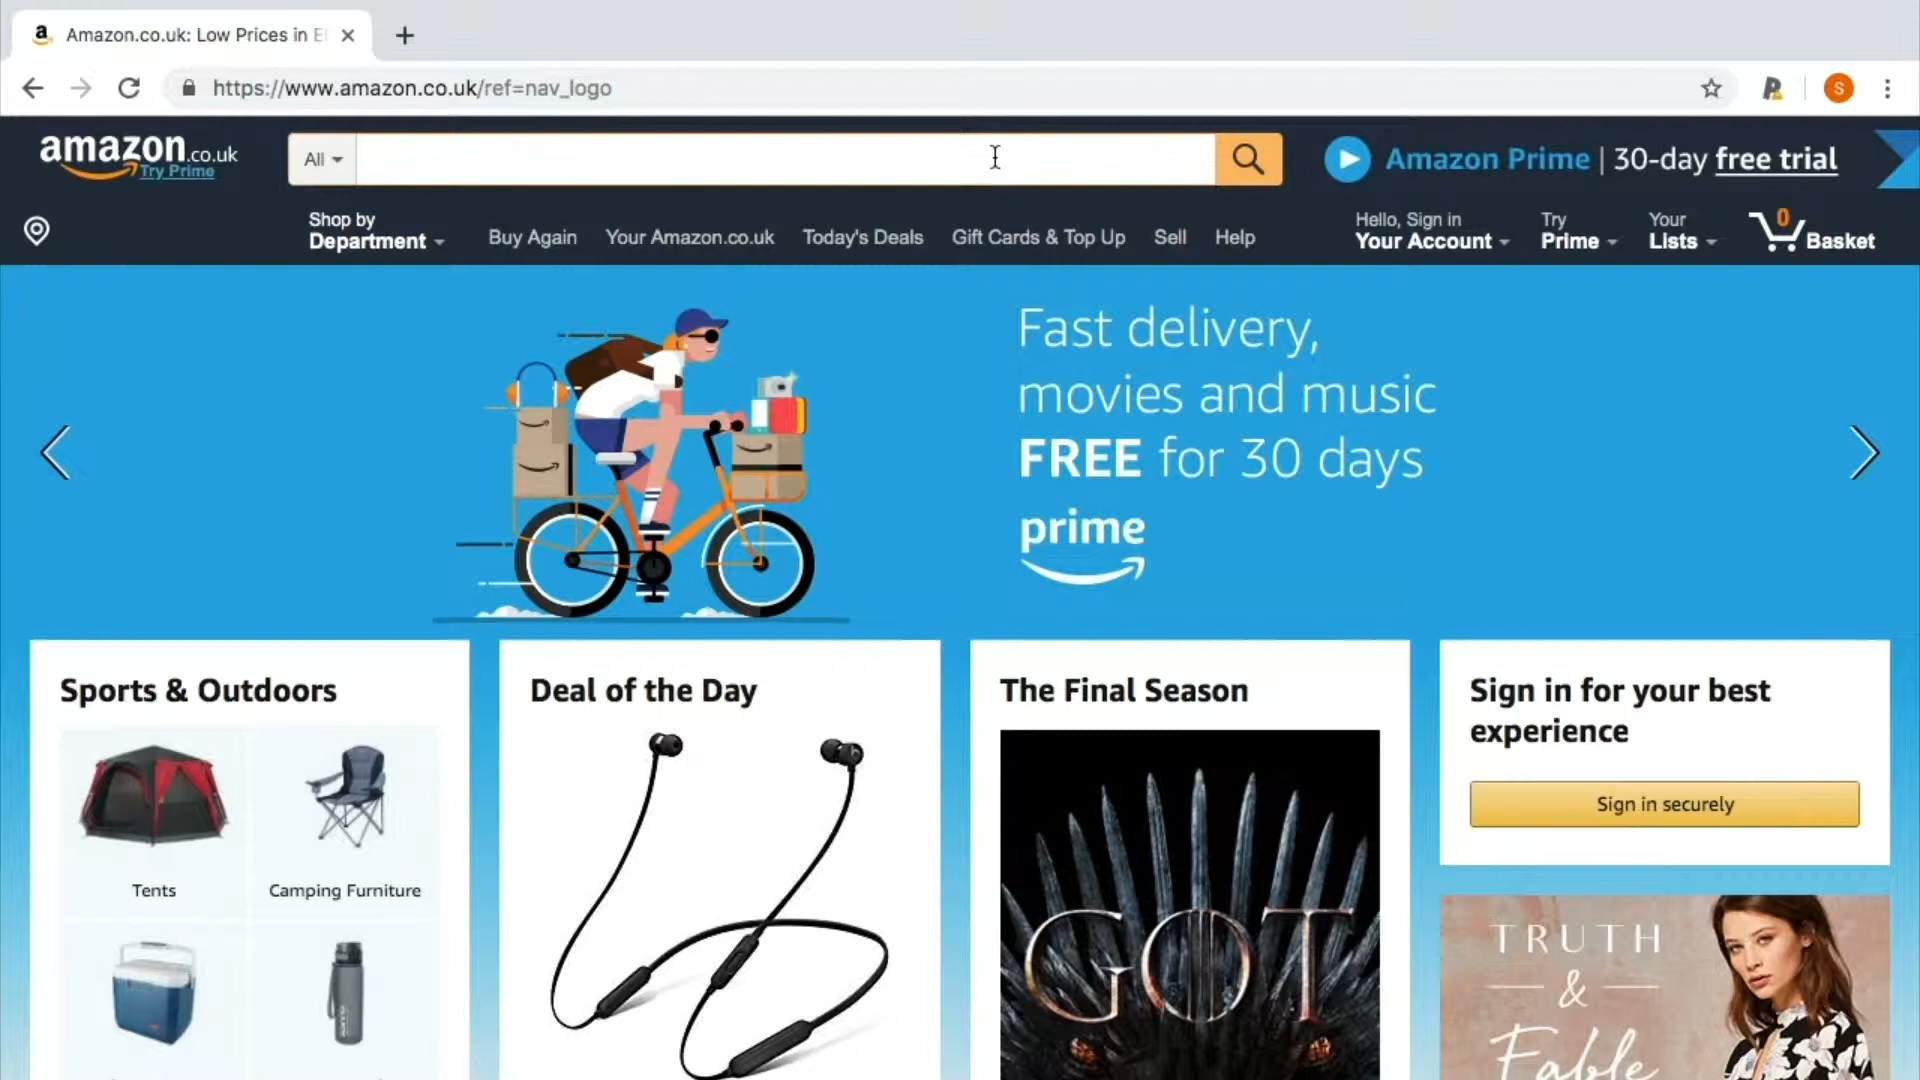 Amazon.co.uk: Low Prices in El
https://www.amazon.co.uk/ref=nav_logo
S
amazon.co.uk
Try Prime
All
Amazon Prime | 30-day free trial
Shop by
Department
Buy Again
Your Amazon.co.uk
Today's Deals
Gift Cards & Top Up
Sell
Help
Hello, Sign in
Your Account
Try
Prime
Your
Lists
0
Basket
Fast delivery,
movies and music
FREE for 30 days
prime
Sports & Outdoors
Deal of the Day
The Final Season
Sign in for your best
experience
Sign in securely
Tents
Camping Furniture
GOT
TRUTH
&
Fable